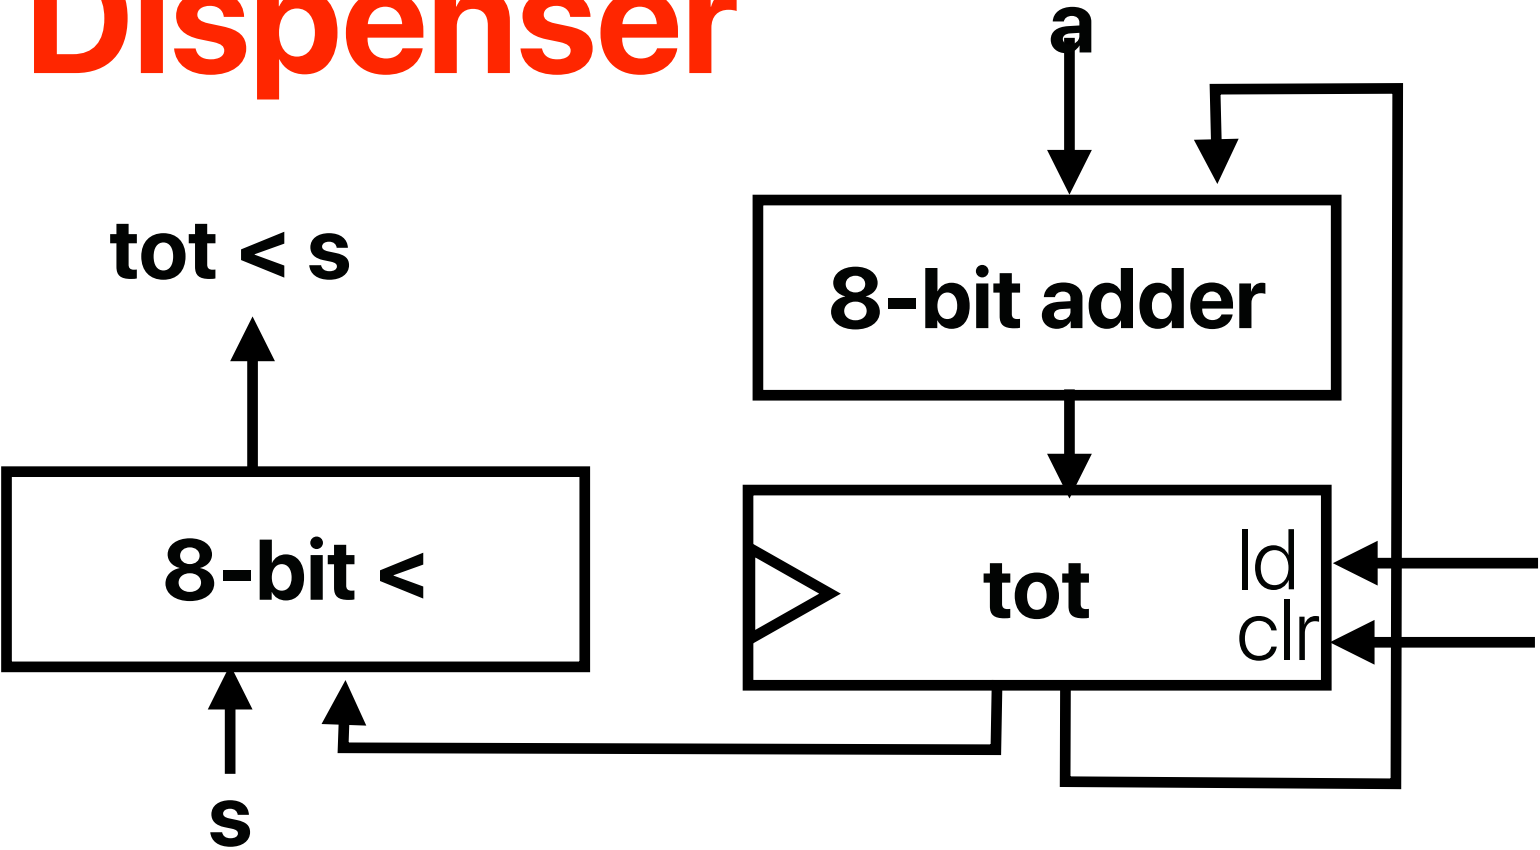 Dispenser
a
tot < s
8-bit adder
8-bit <
tot
ld
clr
s